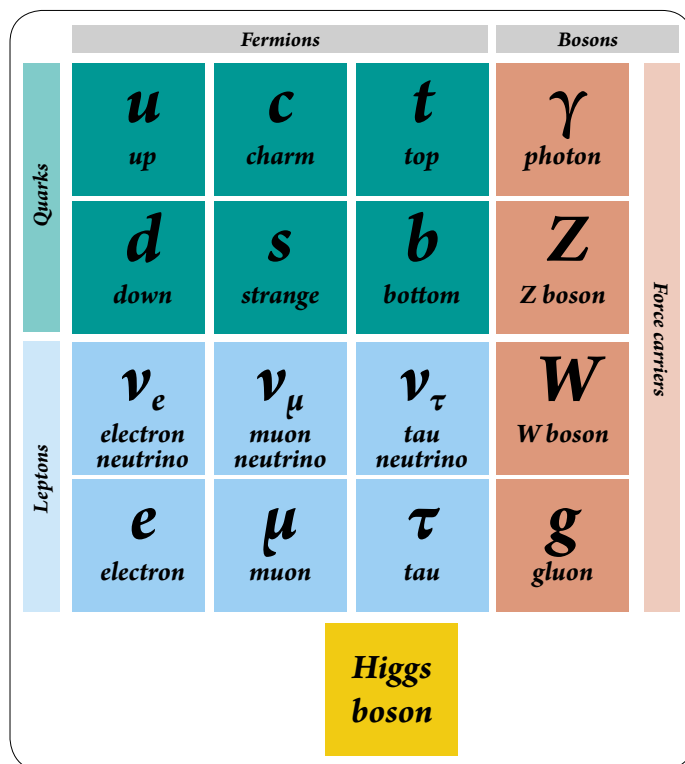 Fermions
Bosons
Quarks
u
up
c
charm
t
top
γ
photon
d
down
s
strange
b
bottom
Z
Z boson
Force carriers
Leptons
νe
electron
neutrino
νμ
muon
neutrino
ντ
tau
neutrino
W
W boson
e
electron
μ
muon
τ
tau
g
gluon
Higgs
boson